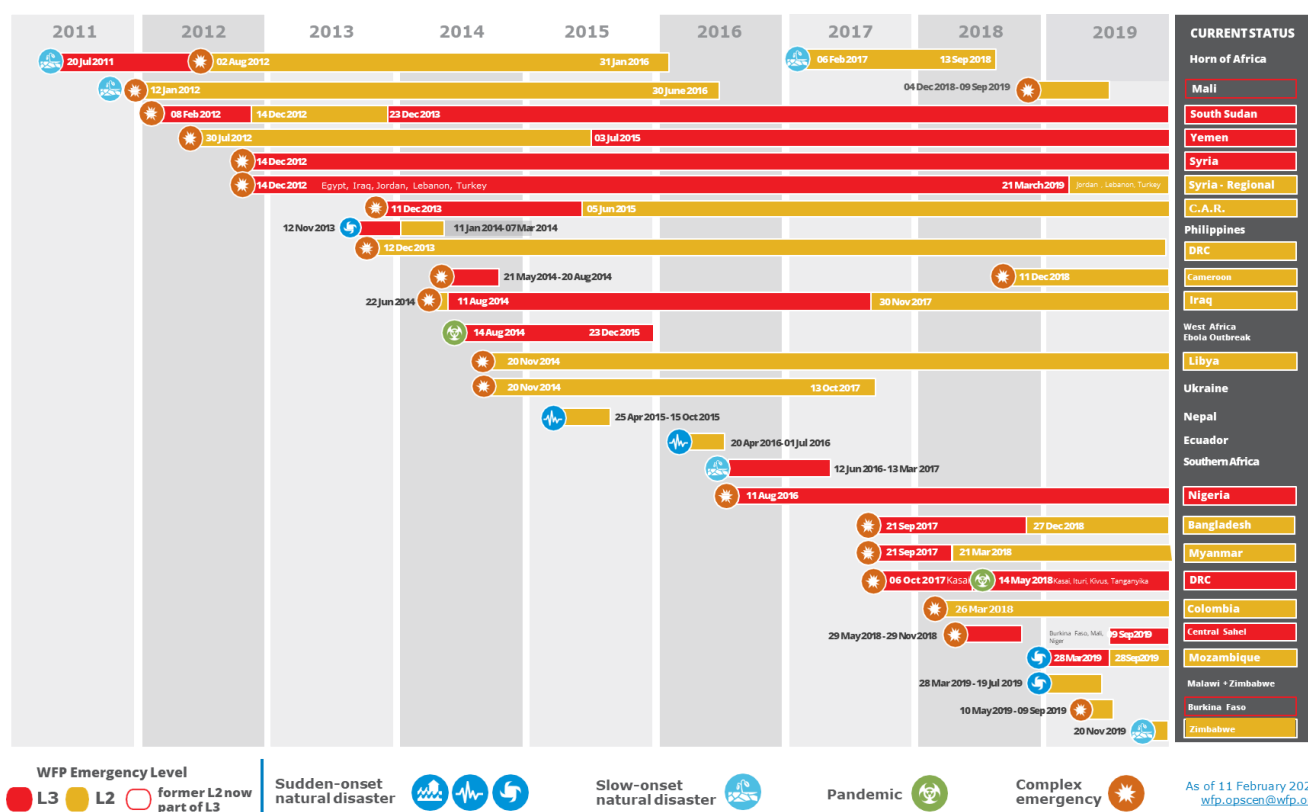 2011 2012 2013 2014 2015 2016 2017 2018 2019 CURRENT STATUS
20 Jul 2011 02 Aug 2012 31 Jan 2016 06 Feb 2017 13 Sep 2018 Horn of Africa
12 Jan 2012 30 June 2016 04 Dec 2018-09 Sep 2019 Mali
08 Feb 2012 14 Dec 2012 23 Dec 2013 South Sudan
30 Jul 2012 03 Jul 2015 Yemen
14 Dec 2012 Syria
14 Dec 2012 Egypt, Iraq, Jordan, Lebanon, Turkey 21 March 2019 Jordan , Lebanon, Turkey Syria - Regional
11 Dec 2013 05 Jun 2015 C.A.R.
12 Nov 2013 11 Jan 2014-07 Mar 2014 Philippines
12 Dec 2013 DRC
21 May 2014 - 20 Aug 2014 11 Dec 2018 Cameroon
22 Jun 2014 11 Aug 2014 30 Nov 2017 Iraq
14 Aug 2014 23 Dec 2015 West Africa
Ebola Outbreak
20 Nov 2014 Libya
20 Nov 2014 13 Oct 2017 Ukraine
25 Apr 2015 - 15 Oct 2015 Nepal
20 Apr 2016-01 Jul 2016 Ecuador
12 Jun 2016 - 13 Mar 2017 Southern Africa
11 Aug 2016 Nigeria
21 Sep 2017 27 Dec 2018 Bangladesh
21 Sep 2017 21 Mar 2018 Myanmar
06 Oct 2017 Kasai 14 May 2018 Kasai, Ituri, Kivus, Tanganyika DRC
26 Mar 2018 Colombia
29 May 2018 - 29 Nov 2018 Burkina Faso, Mali,
Niger 09 Sep2019 Central Sahel
28 Mar 2019 28Sep2019 Mozambique
28 Mar 2019 - 19 Jul 2019 Malawi + Zimbabwe
10 May 2019 - 09 Sep 2019 Burkina Faso
20 Nov 2019 Zimbabwe
WFP Emergency Level
L3 L2 former L2 now
part of L3
Sudden-onset
natural disaster
Slow-onset
natural disaster
Pandemic
Complex
emergency
As of 11 February
wfp.opscen@wfp.